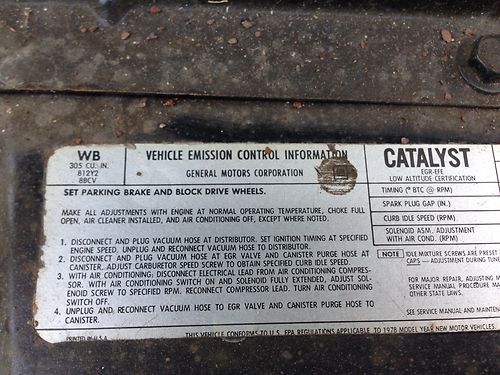 WB
305 CU. IN.
812Y2
8BCV
VEHICLE EMISSION CONTROL INFORMATION
GENERAL MOTORS CORPORATION
CATALYST
EGR-EFE
LOW ALTITUDE CERTIFICATION
SET PARKING BRAKE AND BLOCK DRIVE WHEELS.
MAKE ALL ADJUSTMENTS WITH ENGINE AT NORMAL OPERATING TEMPERATURE, CHOKE FULL
OPEN, AIR CLEANER INSTALLED, AND AIR CONDITIONING OFF, EXCEPT WHERE NOTED.
1. DISCONNECT AND PLUG VACUUM HOSE AT DISTRIBUTOR. SET IGNITION TIMING AT SPECIFIED
ENGINE SPEED. UNPLUG AND RECONNECT VACUUM HOSE TO DISTRIBUTOR.
2. DISCONNECT AND PLUG VACUUM HOSE AT EGR VALVE AND CANISTER PURGE HOSE AT
CANISTER. ADJUST CARBURETOR SPEED SCREW TO OBTAIN SPECIFIED CURB IDLE SPEED.
3. WITH AIR CONDITIONING: DISCONNECT ELECTRICAL LEAD FROM AIR CONDITIONING COMPRES-
SOR. WITH AIR CONDITIONING SWITCH ON AND SOLENOID FULLY EXTENDED, ADJUST SOL-
ENOID SCREW TO SPECIFIED RPM. RECONNECT COMPRESSOR LEAD. TURN AIR CONDITIONING
SWITCH OFF.
4. UNPLUG AND RECONNECT VACUUM HOSE TO EGR VALVE AND CANISTER PURGE HOSE TO
CANISTER.
TIMING (° BTC @ RPM)
SPARK PLUG GAP (IN.)
CURB IDLE SPEED (RPM)
SOLENOID ASM. ADJUSTMENT
WITH AIR COND. (RPM)
NOTE IDLE MIXTURE SCREWS ARE PRESET
CAPS – ADJUSTMENT DURING TUNE
FOR MAJOR REPAIR, ADJUSTING M
SERVICE MANUAL PROCEDURE MA
OTHER STATE LAWS.
SEE SERVICE MANUAL AND MAINTENA
THIS VEHICLE CONFORMS TO U.S. EPA REGULATIONS APPLICABLE TO 1978 MODEL YEAR NEW MOTOR VEHICLES.
PRINTED IN U.S.A.